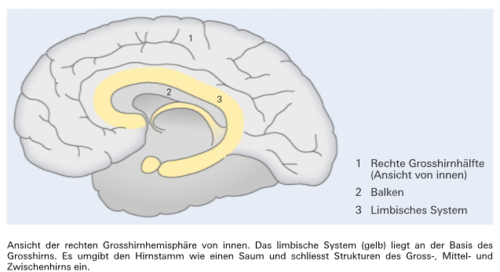 1
2
3
1 Rechte Grosshirnhälfte
(Ansicht von innen)
2 Balken
3 Limbisches System
Ansicht der rechten Grosshirnhemisphäre von innen. Das limbische System (gelb) liegt an der Basis des
Grosshirns. Es umgibt den Hirnstamm wie einen Saum und schliesst Strukturen des Gross-, Mittel- und
Zwischenhirns ein.